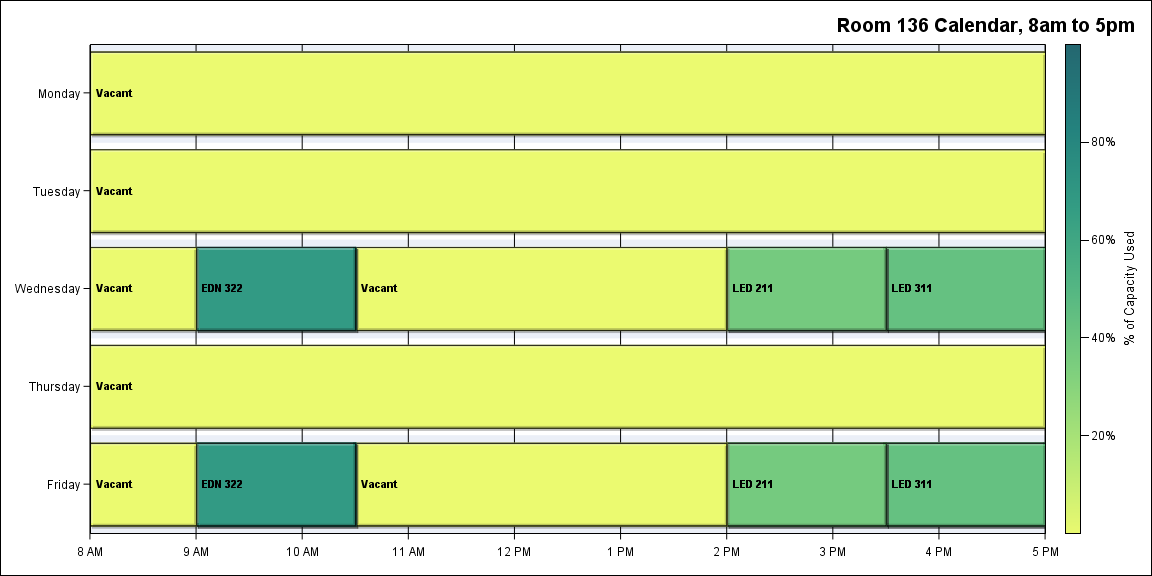 Room 136 Calendar, 8am to 5pm
Monday
Vacant
Tuesday
Vacant
Wednesday
Vacant
EDN 322
Vacant
LED 211
LED 311
Thursday
Vacant
Friday
Vacant
EDN 322
Vacant
LED 211
LED 311
8 AM
9 AM
10 AM
11 AM
12 PM
1 PM
2 PM
3 PM
4 PM
5 PM
80%
60%
40%
20%
% of Capacity Used